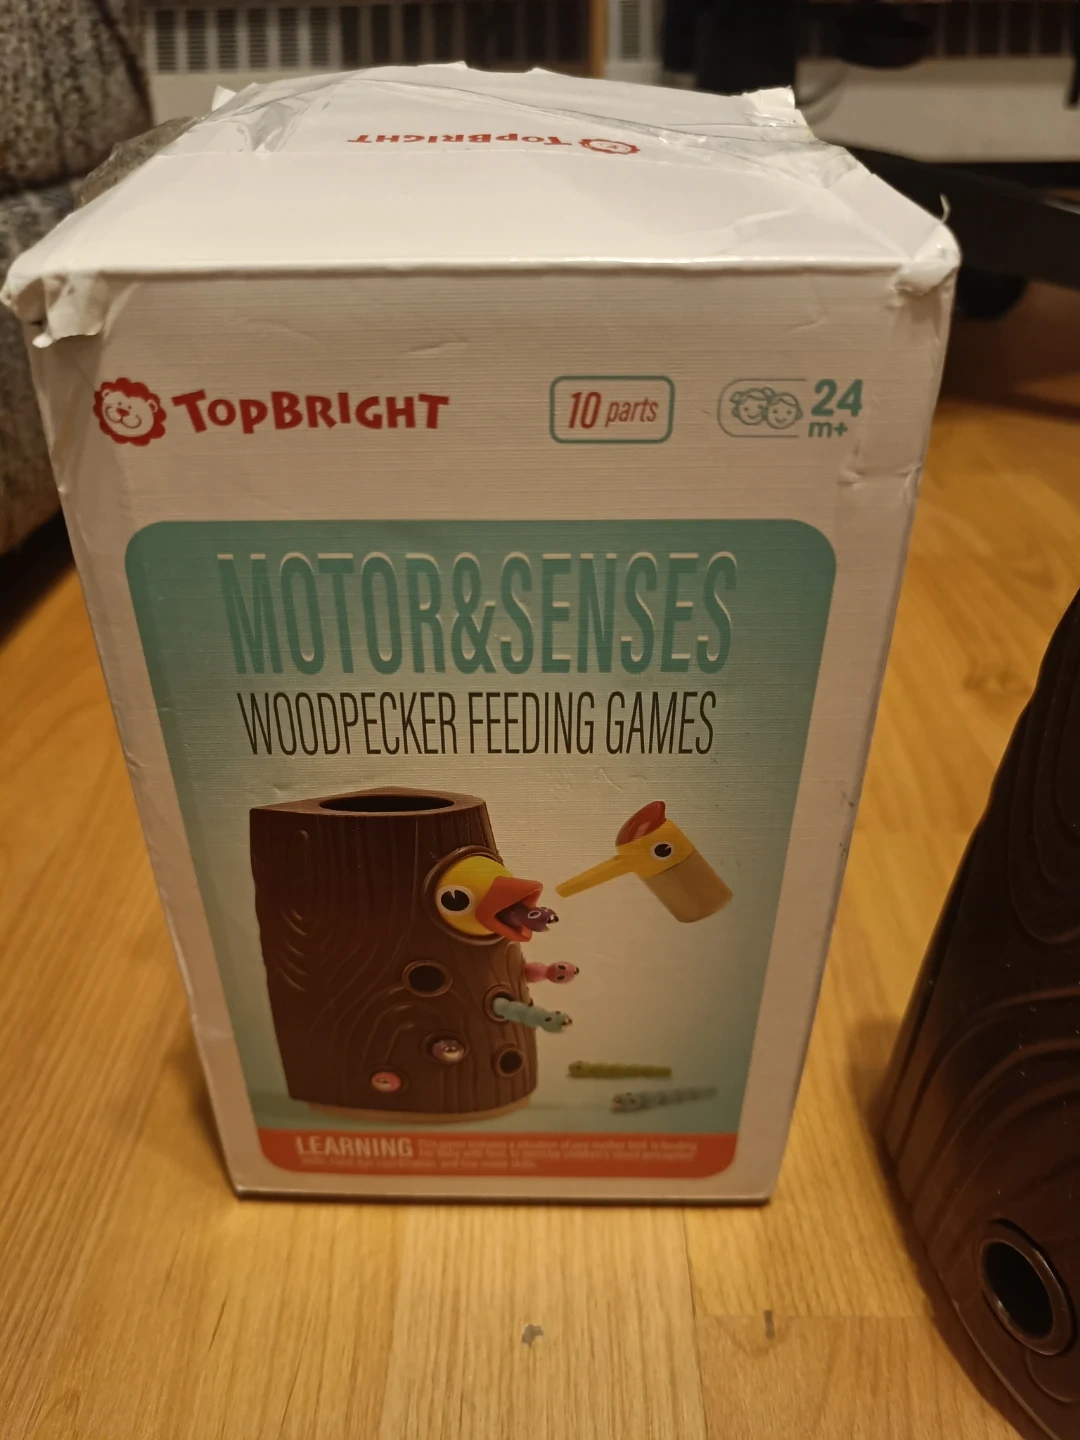 TOPBRIGHT
TOPBRIGHT
10 parts
24
m+
MOTOR&SENSES
WOODPECKER FEEDING GAMES
LEARNING